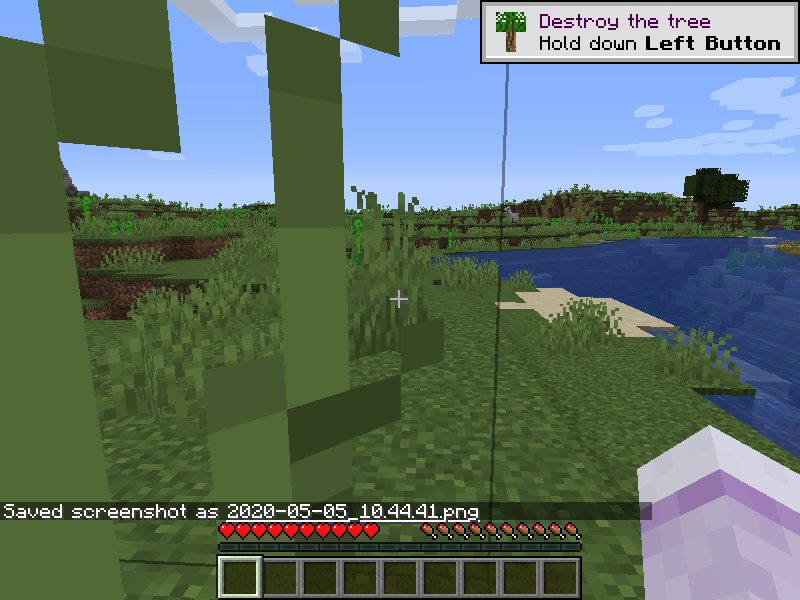 Destroy the tree
Hold down Left Button
Saved screenshot as 2020-05-05_10.44.41.png